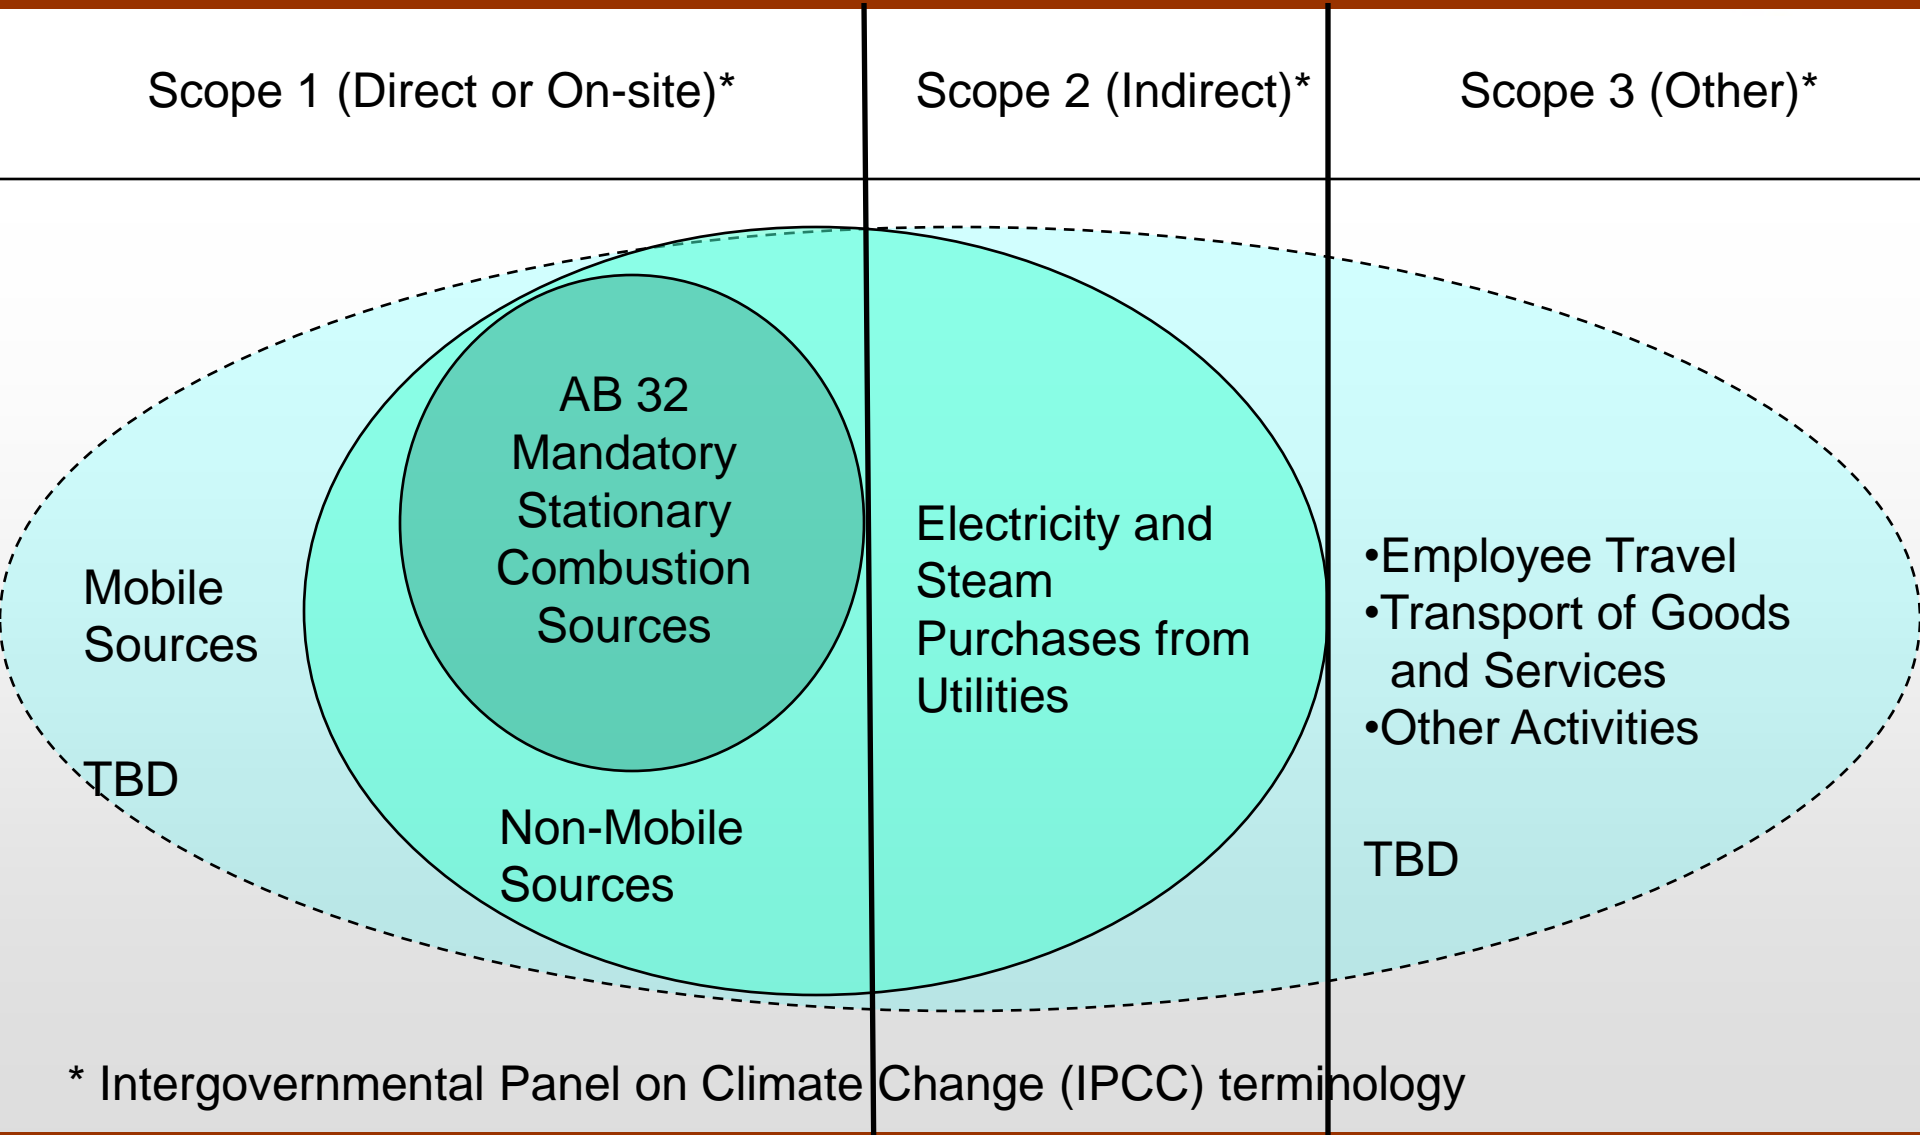 Scope 1 (Direct or On-site)*
Scope 2 (Indirect)*
Scope 3 (Other)*
AB 32
Mandatory
Stationary
Combustion
Sources
Mobile
Sources
TBD
Non-Mobile
Sources
Electricity and
Steam
Purchases from
Utilities
•Employee Travel
•Transport of Goods
and Services
•Other Activities
TBD
* Intergovernmental Panel on Climate Change (IPCC) terminology